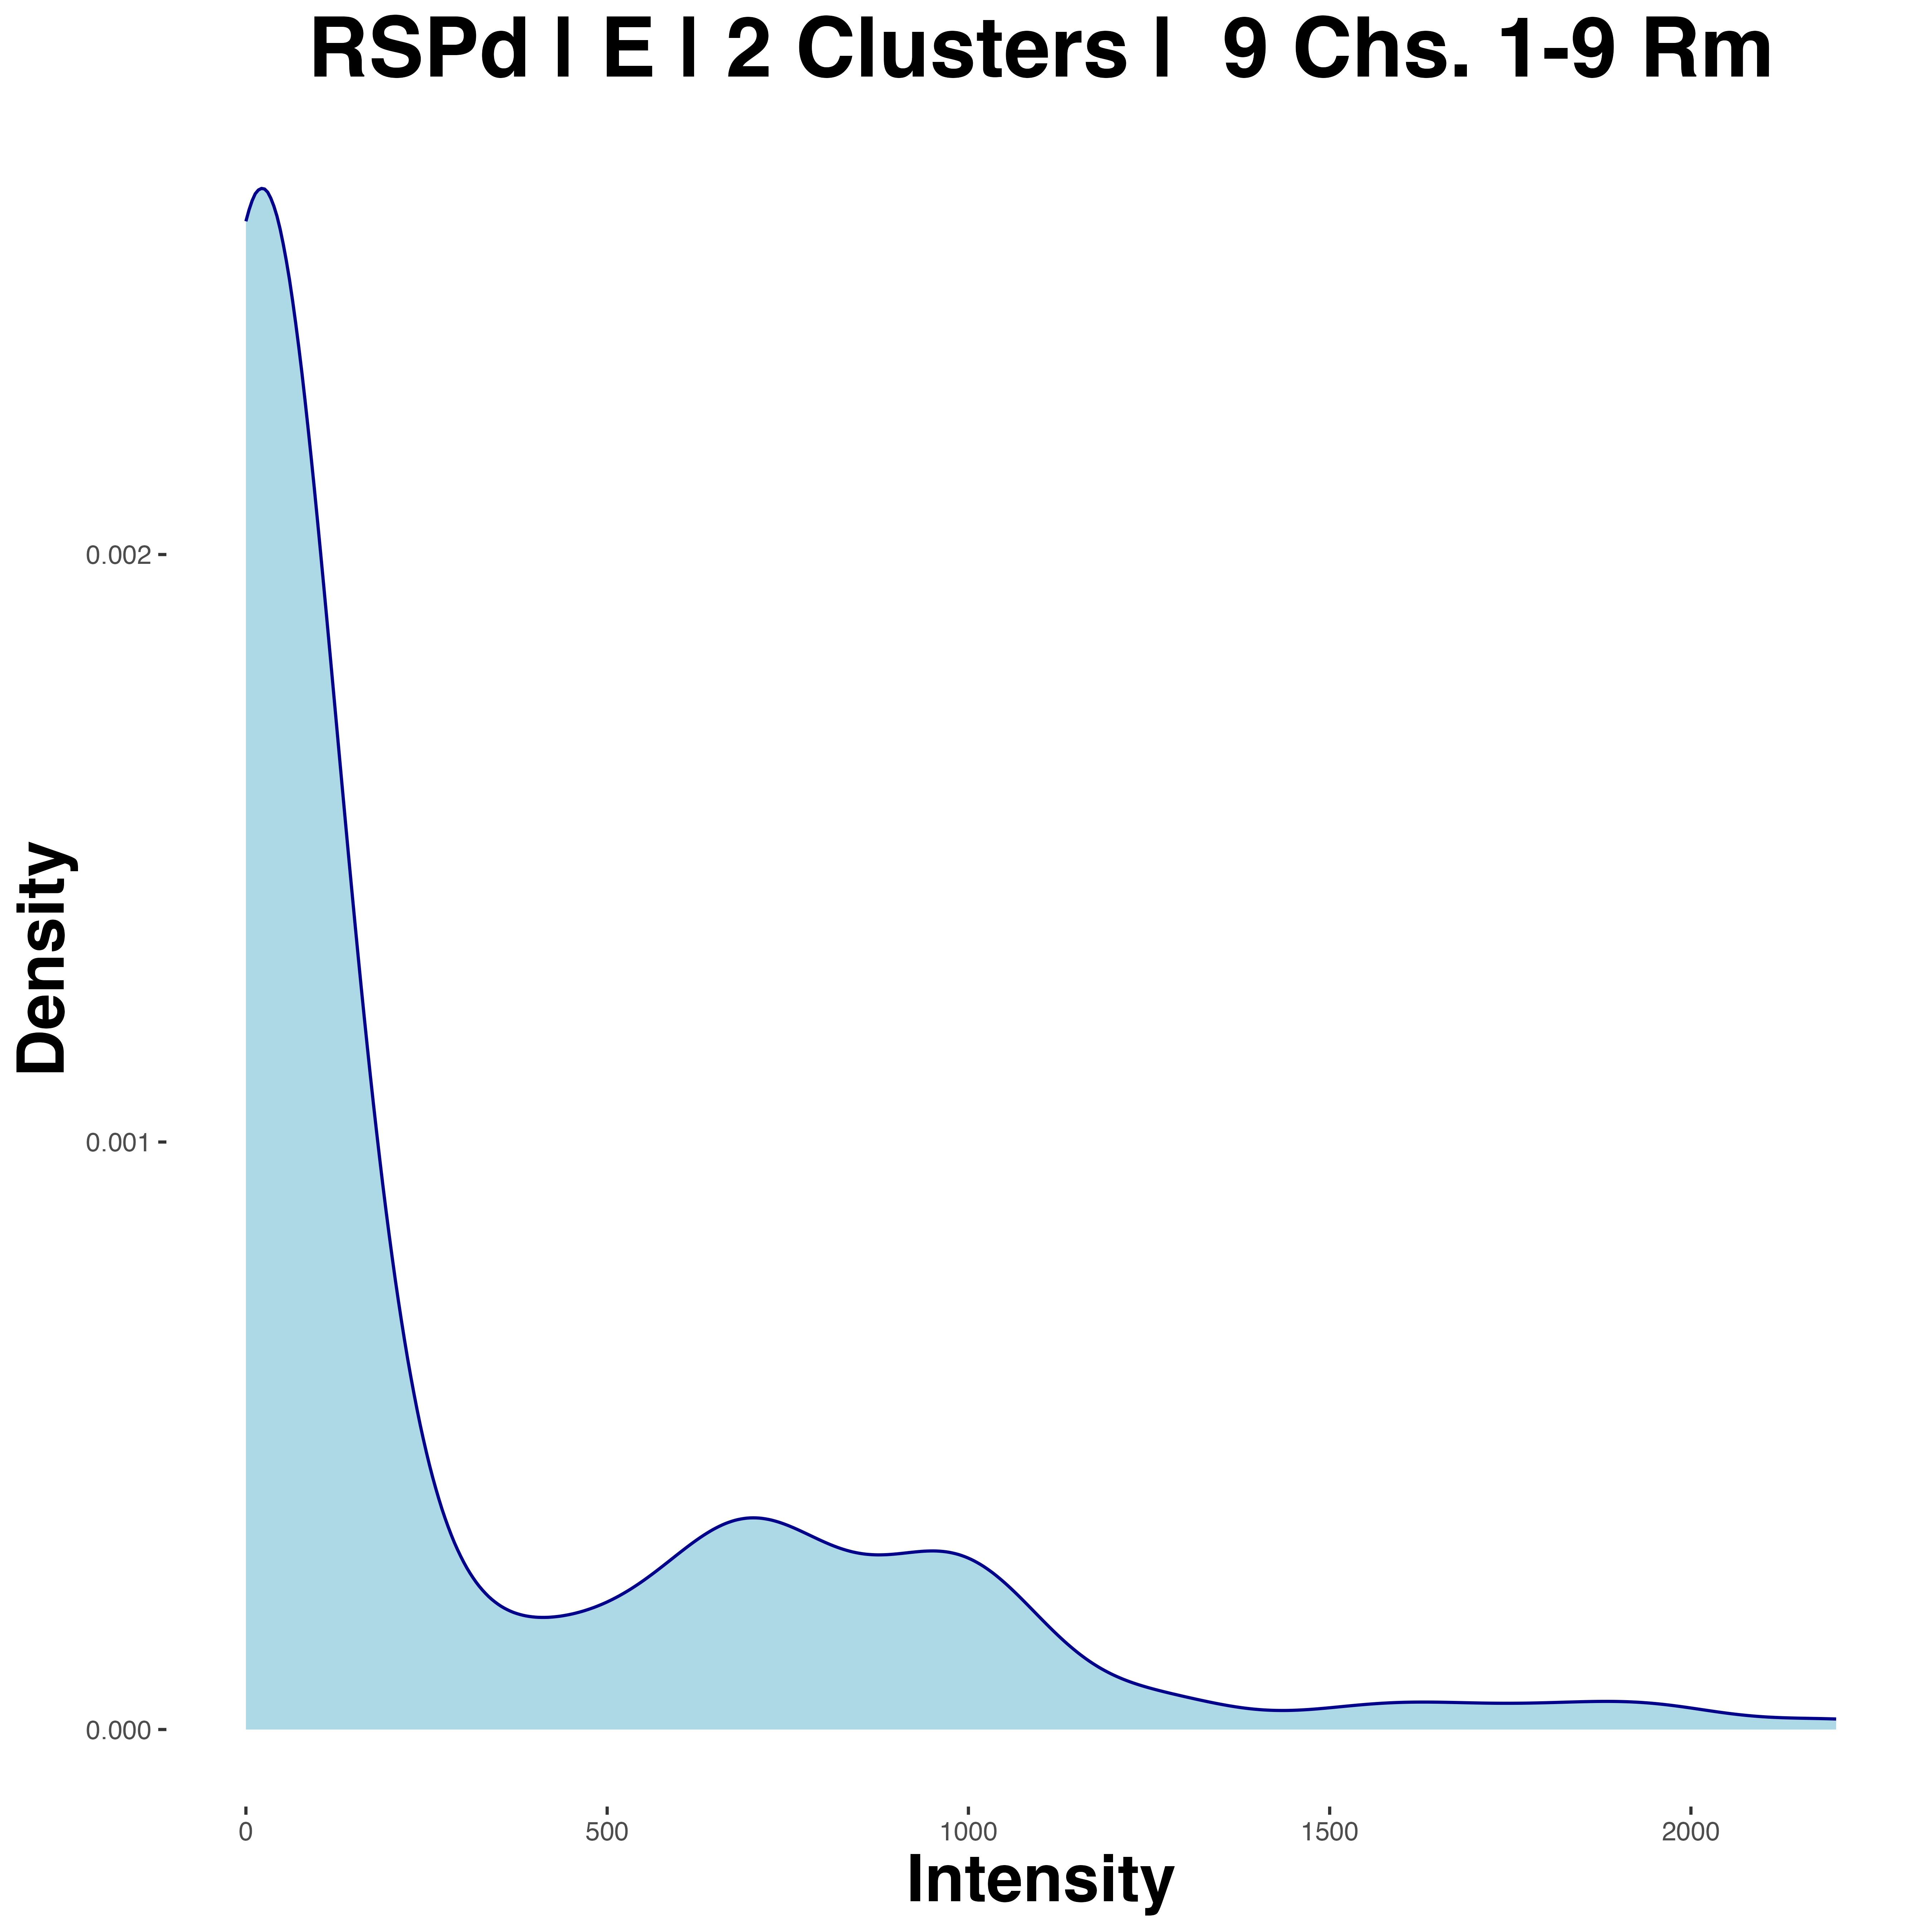 RSPd | E | 2 Clusters | 9 Chs. 1-9 Rm
Density
0.002
0.001
0.000
0 500 1000 1500 2000
Intensity